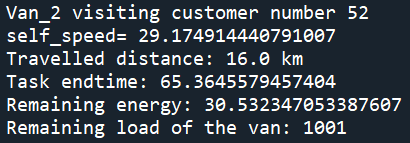 Van_2 visiting customer number 52
self_speed= 29.174914440791007
Travelled distance: 16.0 km
Task endtime: 65.3645579457404
Remaining energy: 30.532347053387607
Remaining load of the van: 1001